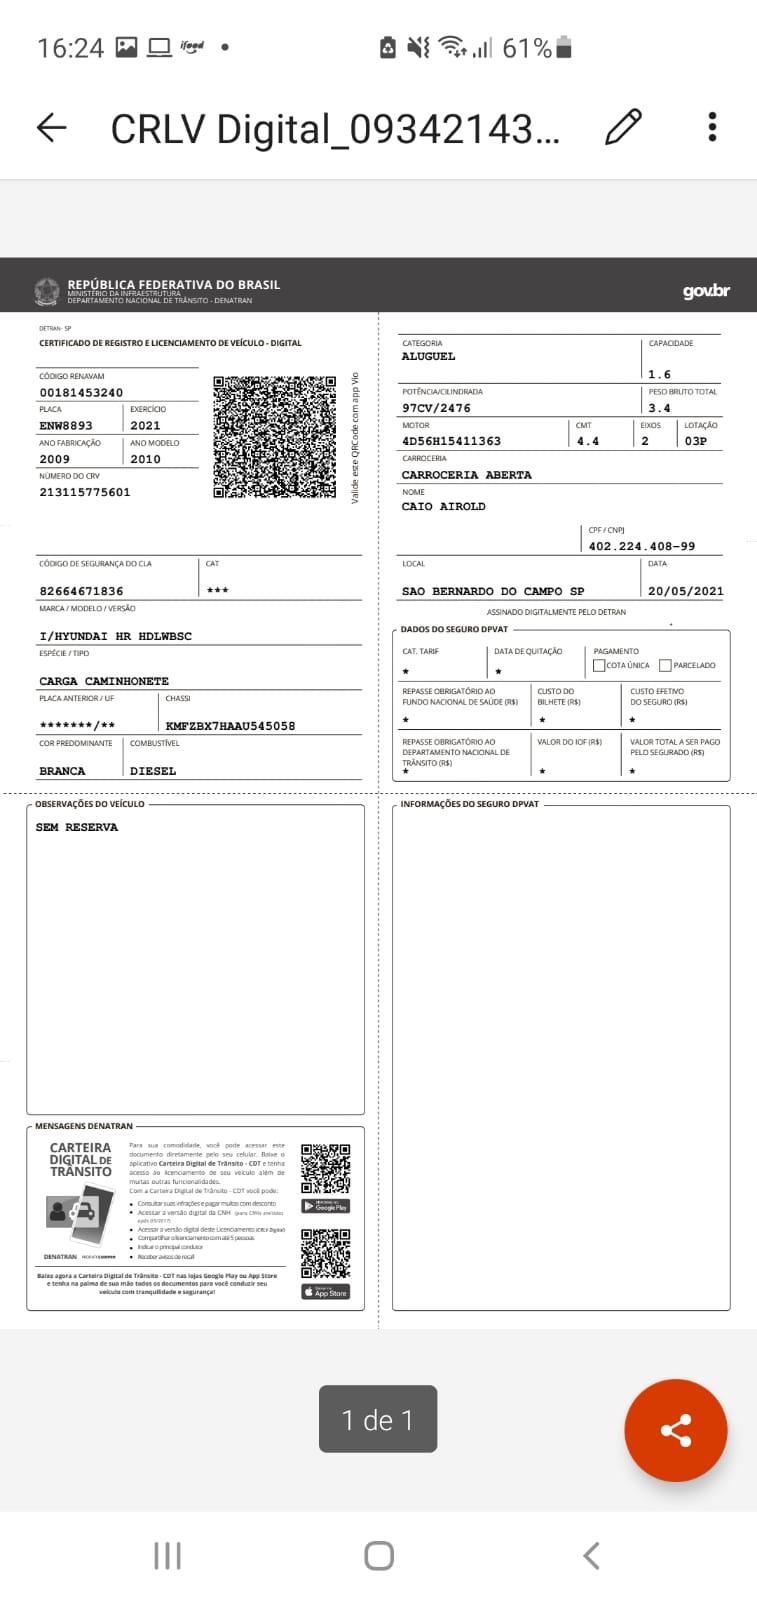 16:24 ifood 61%
CRLV Digital_09342143...
REPÚBLICA FEDERATIVA DO BRASIL
MINISTÉRIO DA INFRAESTRUTURA
DEPARTAMENTO NACIONAL DE TRÂNSITO - DENATRAN
gov.br
DETRAN- SP
CERTIFICADO DE REGISTRO E LICENCIAMENTO DE VEÍCULO - DIGITAL
CÓDIGO RENAVAM
00181453240
PLACA EXERCÍCIO
ENW8893 2021
ANO FABRICAÇÃO ANO MODELO
2009 2010
NÚMERO DO CRV
213115775601
Valide este QRCode com app Vio
CÓDIGO DE SEGURANÇA DO CLA CAT
82664671836 ***
MARCA / MODELO / VERSÃO
I/HYUNDAI HR HDLWBSC
ESPÉCIE / TIPO
CARGA CAMINHONETE
PLACA ANTERIOR / UF CHASSI
*******/** KMFZBX7HAAU545058
COR PREDOMINANTE COMBUSTÍVEL
BRANCA DIESEL
CATEGORIA CAPACIDADE
ALUGUEL
1.6
POTÊNCIA/CILINDRADA PESO BRUTO TOTAL
97CV/2476 3.4
MOTOR CMT EIXOS LOTAÇÃO
4D56H15411363 4.4 2 03P
CARROCERIA
CARROCERIA ABERTA
NOME
CAIO AIROLD
CPF / CNPJ
402.224.408-99
LOCAL DATA
SAO BERNARDO DO CAMPO SP 20/05/2021
ASSINADO DIGITALMENTE PELO DETRAN
DADOS DO SEGURO DPVAT
CAT. TARIF DATA DE QUITAÇÃO PAGAMENTO
* * COTA ÚNICA PARCELADO
REPASSE OBRIGATÓRIO AO CUSTO DO CUSTO EFETIVO
FUNDO NACIONAL DE SAÚDE (R$) BILHETE (R$) DO SEGURO (R$)
* * *
REPASSE OBRIGATÓRIO AO VALOR DO IOF (R$) VALOR TOTAL A SER PAGO
DEPARTAMENTO NACIONAL DE PELO SEGURADO (R$)
TRÂNSITO (R$)
* * *
OBSERVAÇÕES DO VEÍCULO
SEM RESERVA
INFORMAÇÕES DO SEGURO DPVAT
MENSAGENS DENATRAN
CARTEIRA
DIGITAL DE
TRÂNSITO
DENATRAN
Para sua comodidade, você pode acessar este
documento diretamente pelo seu celular. Baixe o
aplicativo Carteira Digital de Trânsito - CDT e tenha
acesso ao licenciamento de seu veículo além de
muitas outras funcionalidades.
Com a Carteira Digital de Trânsito - CDT você pode:
• Consultar suas infrações e pagar multas com desconto
• Acessar a versão digital da CNH (para CNHs emitidas
após 05/2017)
• Acessar a versão digital deste Licenciamento (CRLV Digital)
• Compartilhar o licenciamento com até 5 pessoas
• Indicar o principal condutor
• Receber avisos de recall
Google Play
App Store
Baixe agora a Carteira Digital de Trânsito - CDT nas lojas Google Play ou App Store
e tenha na palma de sua mão todos os documentos para você conduzir seu
veículo com tranquilidade e segurança!
1 de 1